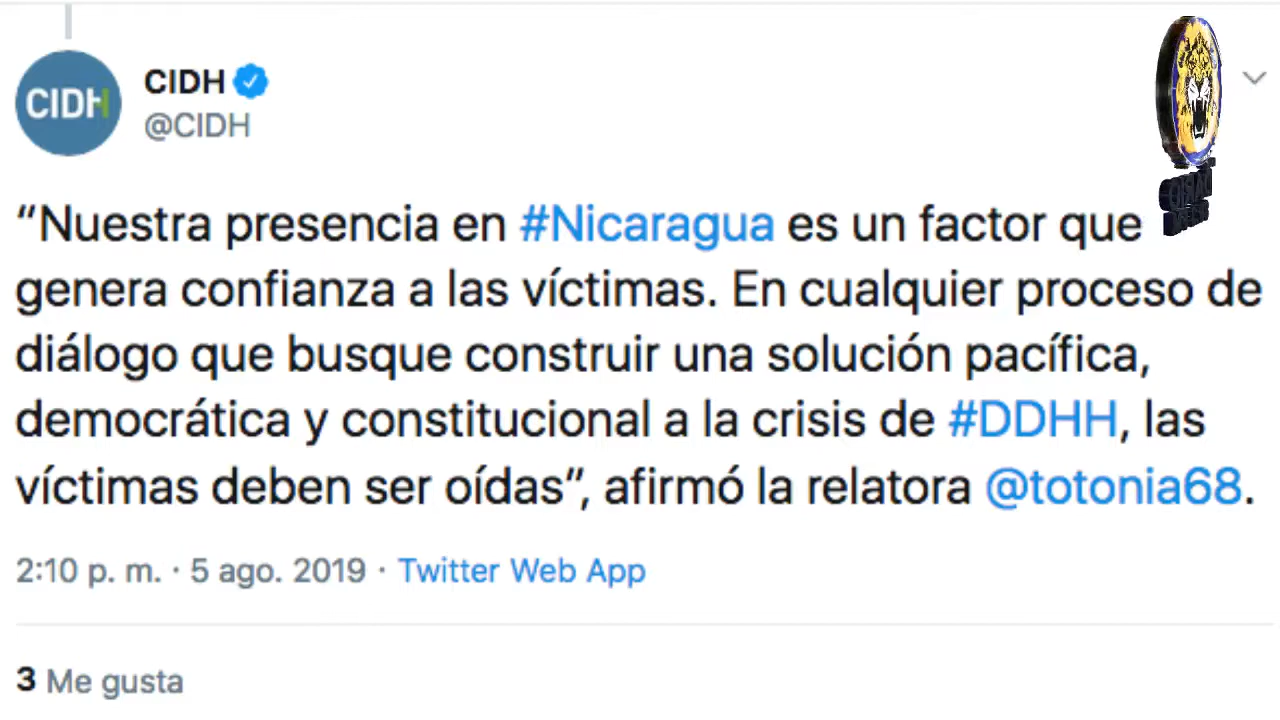 CIDH
CIDH
@CIDH
“Nuestra presencia en #Nicaragua es un factor que
genera confianza a las víctimas. En cualquier proceso de
diálogo que busque construir una solución pacífica,
democrática y constitucional a la crisis de #DDHH, las
víctimas deben ser oídas”, afirmó la relatora @totonia68.
2:10 p. m. · 5 ago. 2019 · Twitter Web App
3 Me gusta